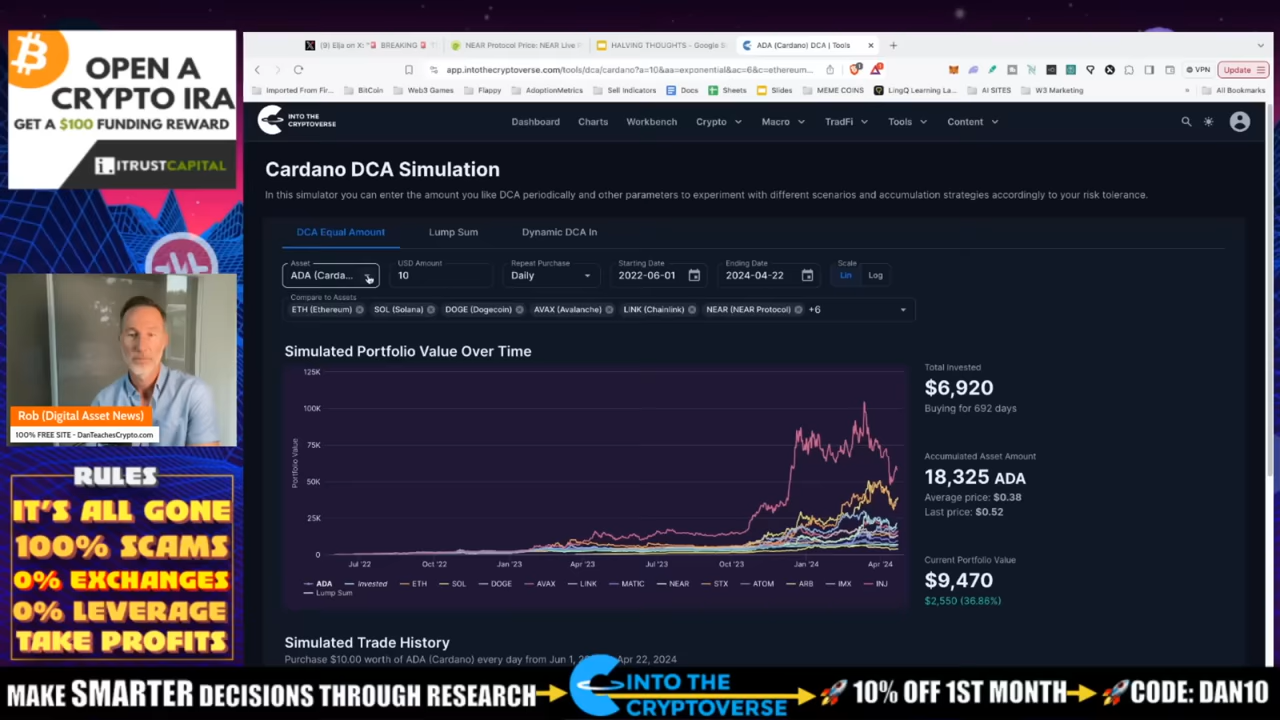 OPEN A
CRYPTO IRA
GET A $100 FUNDING REWARD
i. iTRUSTCAPITAL
Rob (Digital Asset News)
100% FREE SITE - DanTeachesCrypto.com
RULES
IT'S ALL GONE
100% SCAMS
0% EXCHANGES
0% LEVERAGE
TAKE PROFITS
(9) Elja on X: "🚨 BREAKING 🚨
NEAR Protocol Price: NEAR Live
HALVING THOUGHTS - Google S
ADA (Cardano) DCA | Tools
app.intothecryptoverse.com/tools/dca/cardano?a=10&aa=exponential&ac=6&c=ethereum...
VPN
Update
Imported From Fir...
BitCoin
Web3 Games
Flappy
AdoptionMetrics
Sell Indicators
Docs
Sheets
Slides
MEME COINS
LingQ Learning La...
AI SITES
W3 Marketing
»
All Bookmarks
INTO THE
CRYPTOVERSE
Dashboard
Charts
Workbench
Crypto
Macro
TradFi
Tools
Content
Cardano DCA Simulation
In this simulator you can enter the amount you like DCA periodically and other parameters to experiment with different scenarios and accumulation strategies accordingly to your risk tolerance.
DCA Equal Amount
Lump Sum
Dynamic DCA In
Asset
ADA (Carda...
USD Amount
10
Repeat Purchase
Daily
Starting Date
2022-06-01
Ending Date
2024-04-22
Scale
Lin
Log
Compare to Assets
ETH (Ethereum)
SOL (Solana)
DOGE (Dogecoin)
AVAX (Avalanche)
LINK (Chainlink)
NEAR (NEAR Protocol)
+6
Simulated Portfolio Value Over Time
Portfolio Value
125K
100K
75K
50K
25K
0
Jul '22
Oct '22
Jan '23
Apr '23
Jul '23
Oct '23
Jan '24
Apr '24
ADA
Invested
ETH
SOL
DOGE
AVAX
LINK
MATIC
NEAR
STX
ATOM
ARB
IMX
INJ
Lump Sum
Total Invested
$6,920
Buying for 692 days
Accumulated Asset Amount
18,325 ADA
Average price: $0.38
Last price: $0.52
Current Portfolio Value
$9,470
$2,550 (36.86%)
Simulated Trade History
Purchase $10.00 worth of ADA (Cardano) every day from Jun 1, Apr 22, 2024
MAKE SMARTER DECISIONS THROUGH RESEARCH
INTO THE
CRYPTOVERSE
🚀 10% OFF 1ST MONTH
🚀CODE: DAN10